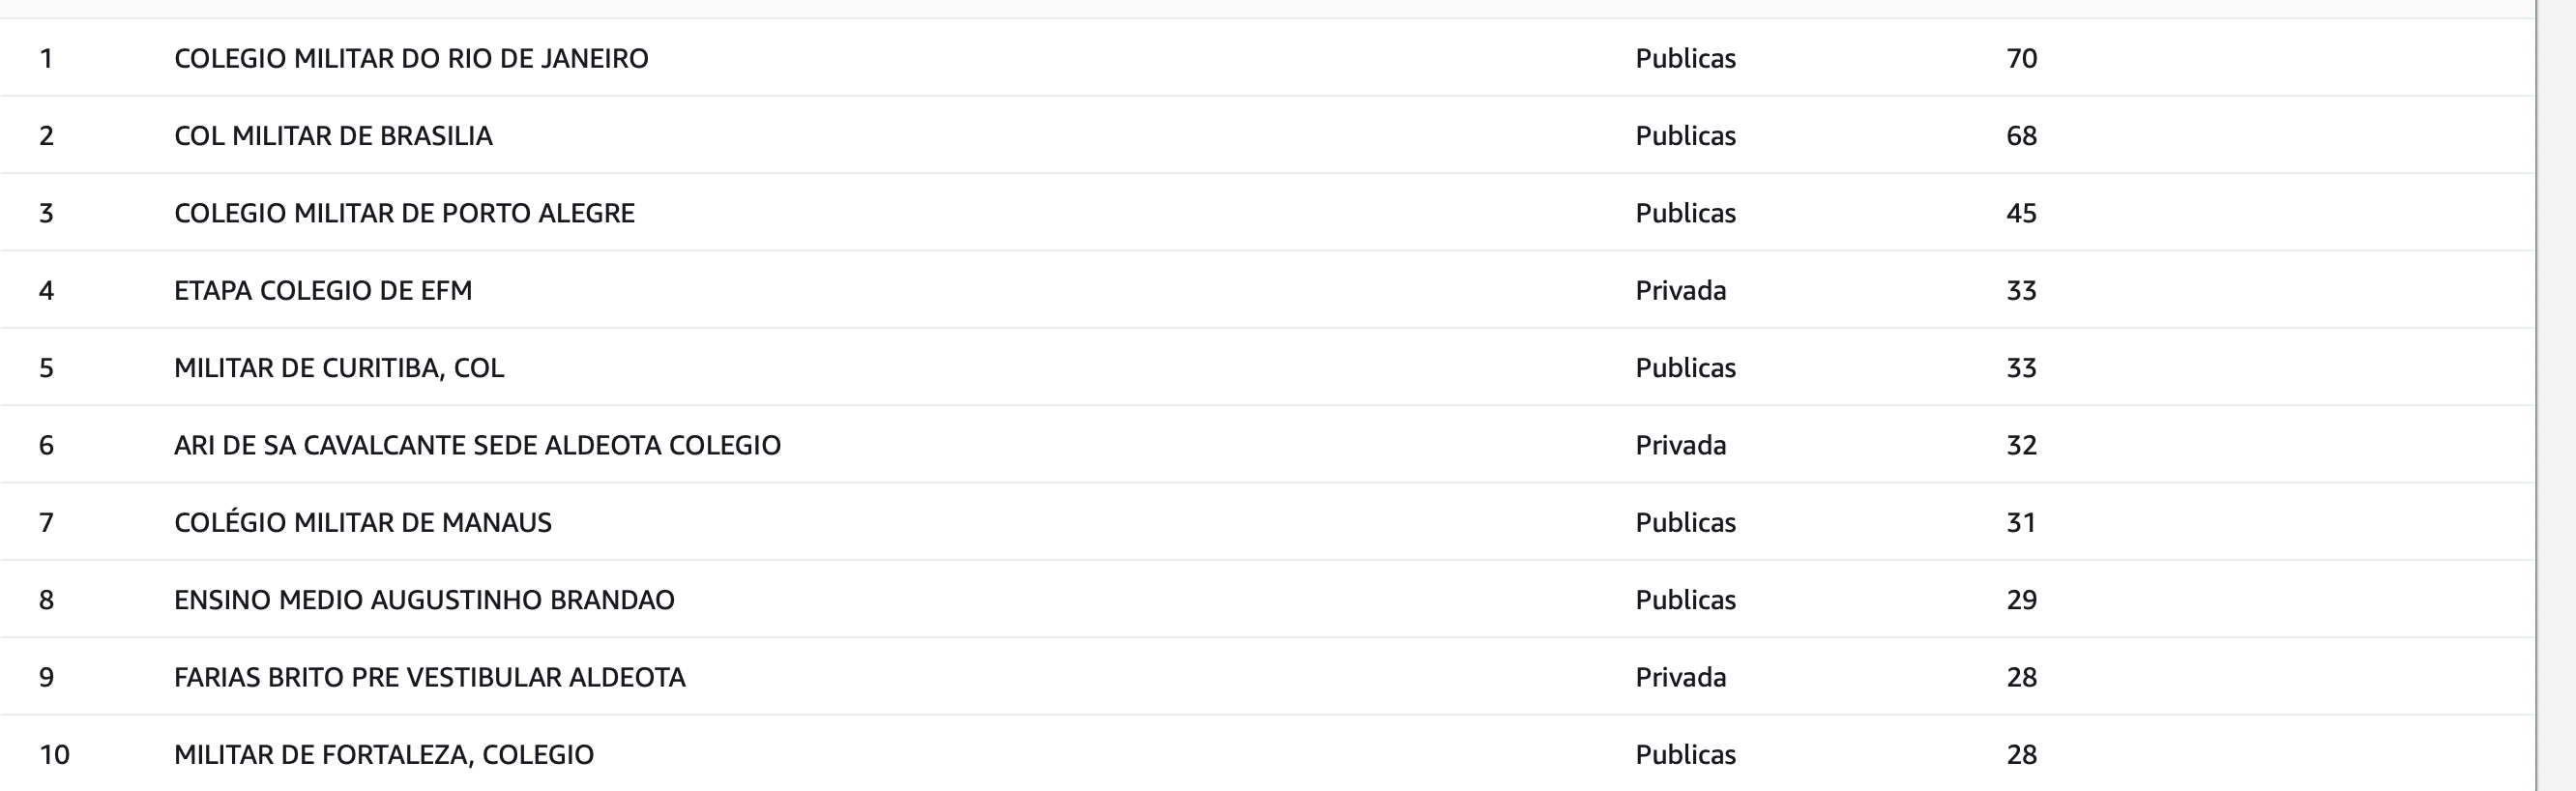 1 COLEGIO MILITAR DO RIO DE JANEIRO Publicas 70
2 COL MILITAR DE BRASILIA Publicas 68
3 COLEGIO MILITAR DE PORTO ALEGRE Publicas 45
4 ETAPA COLEGIO DE EFM Privada 33
5 MILITAR DE CURITIBA, COL Publicas 33
6 ARI DE SA CAVALCANTE SEDE ALDEOTA COLEGIO Privada 32
7 COLÉGIO MILITAR DE MANAUS Publicas 31
8 ENSINO MEDIO AUGUSTINHO BRANDAO Publicas 29
9 FARIAS BRITO PRE VESTIBULAR ALDEOTA Privada 28
10 MILITAR DE FORTALEZA, COLEGIO Publicas 28